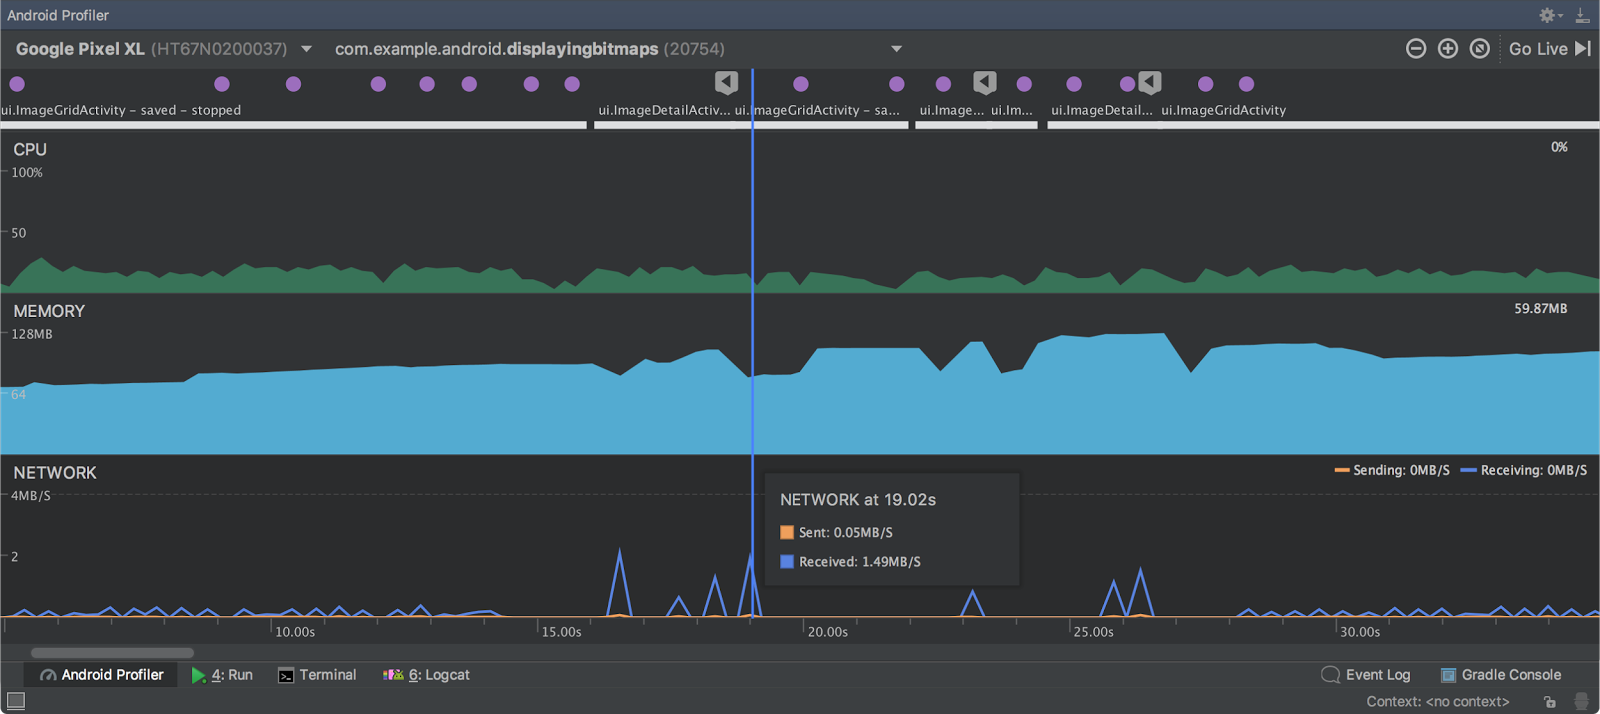 Android Profiler
Google Pixel XL (HT67N0200037) com.example.android.displayingbitmaps (20754) Go Live
ui.ImageGridActivity – saved – stopped ui.ImageDetailActiv... ui.ImageGridActivity – sa... ui.Image... ui.Im... ui.ImageDetail... ui.ImageGridActivity
CPU 0%
100%
50
MEMORY 59.87MB
128MB
64
NETWORK Sending: 0MB/S Receiving: 0MB/S
4MB/S
NETWORK at 19.02s
Sent: 0.05MB/S
2
Received: 1.49MB/S
10.00s 15.00s 20.00s 25.00s 30.00s
Android Profiler 4: Run Terminal 6: Logcat Event Log Gradle Console
Context: <no context>